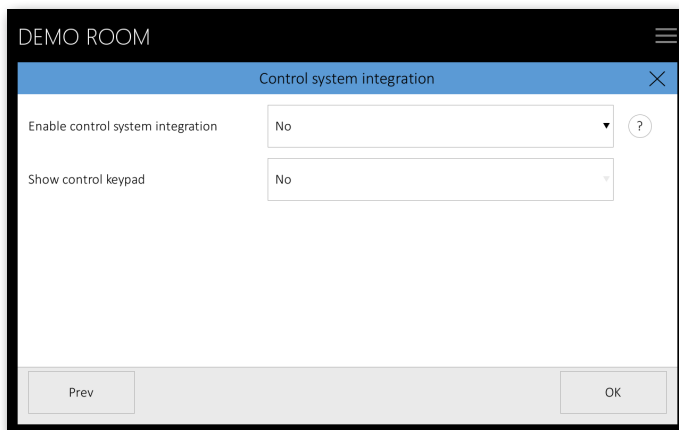 DEMO ROOM
Control system integration
Enable control system integration No ?
Show control keypad No
Prev OK